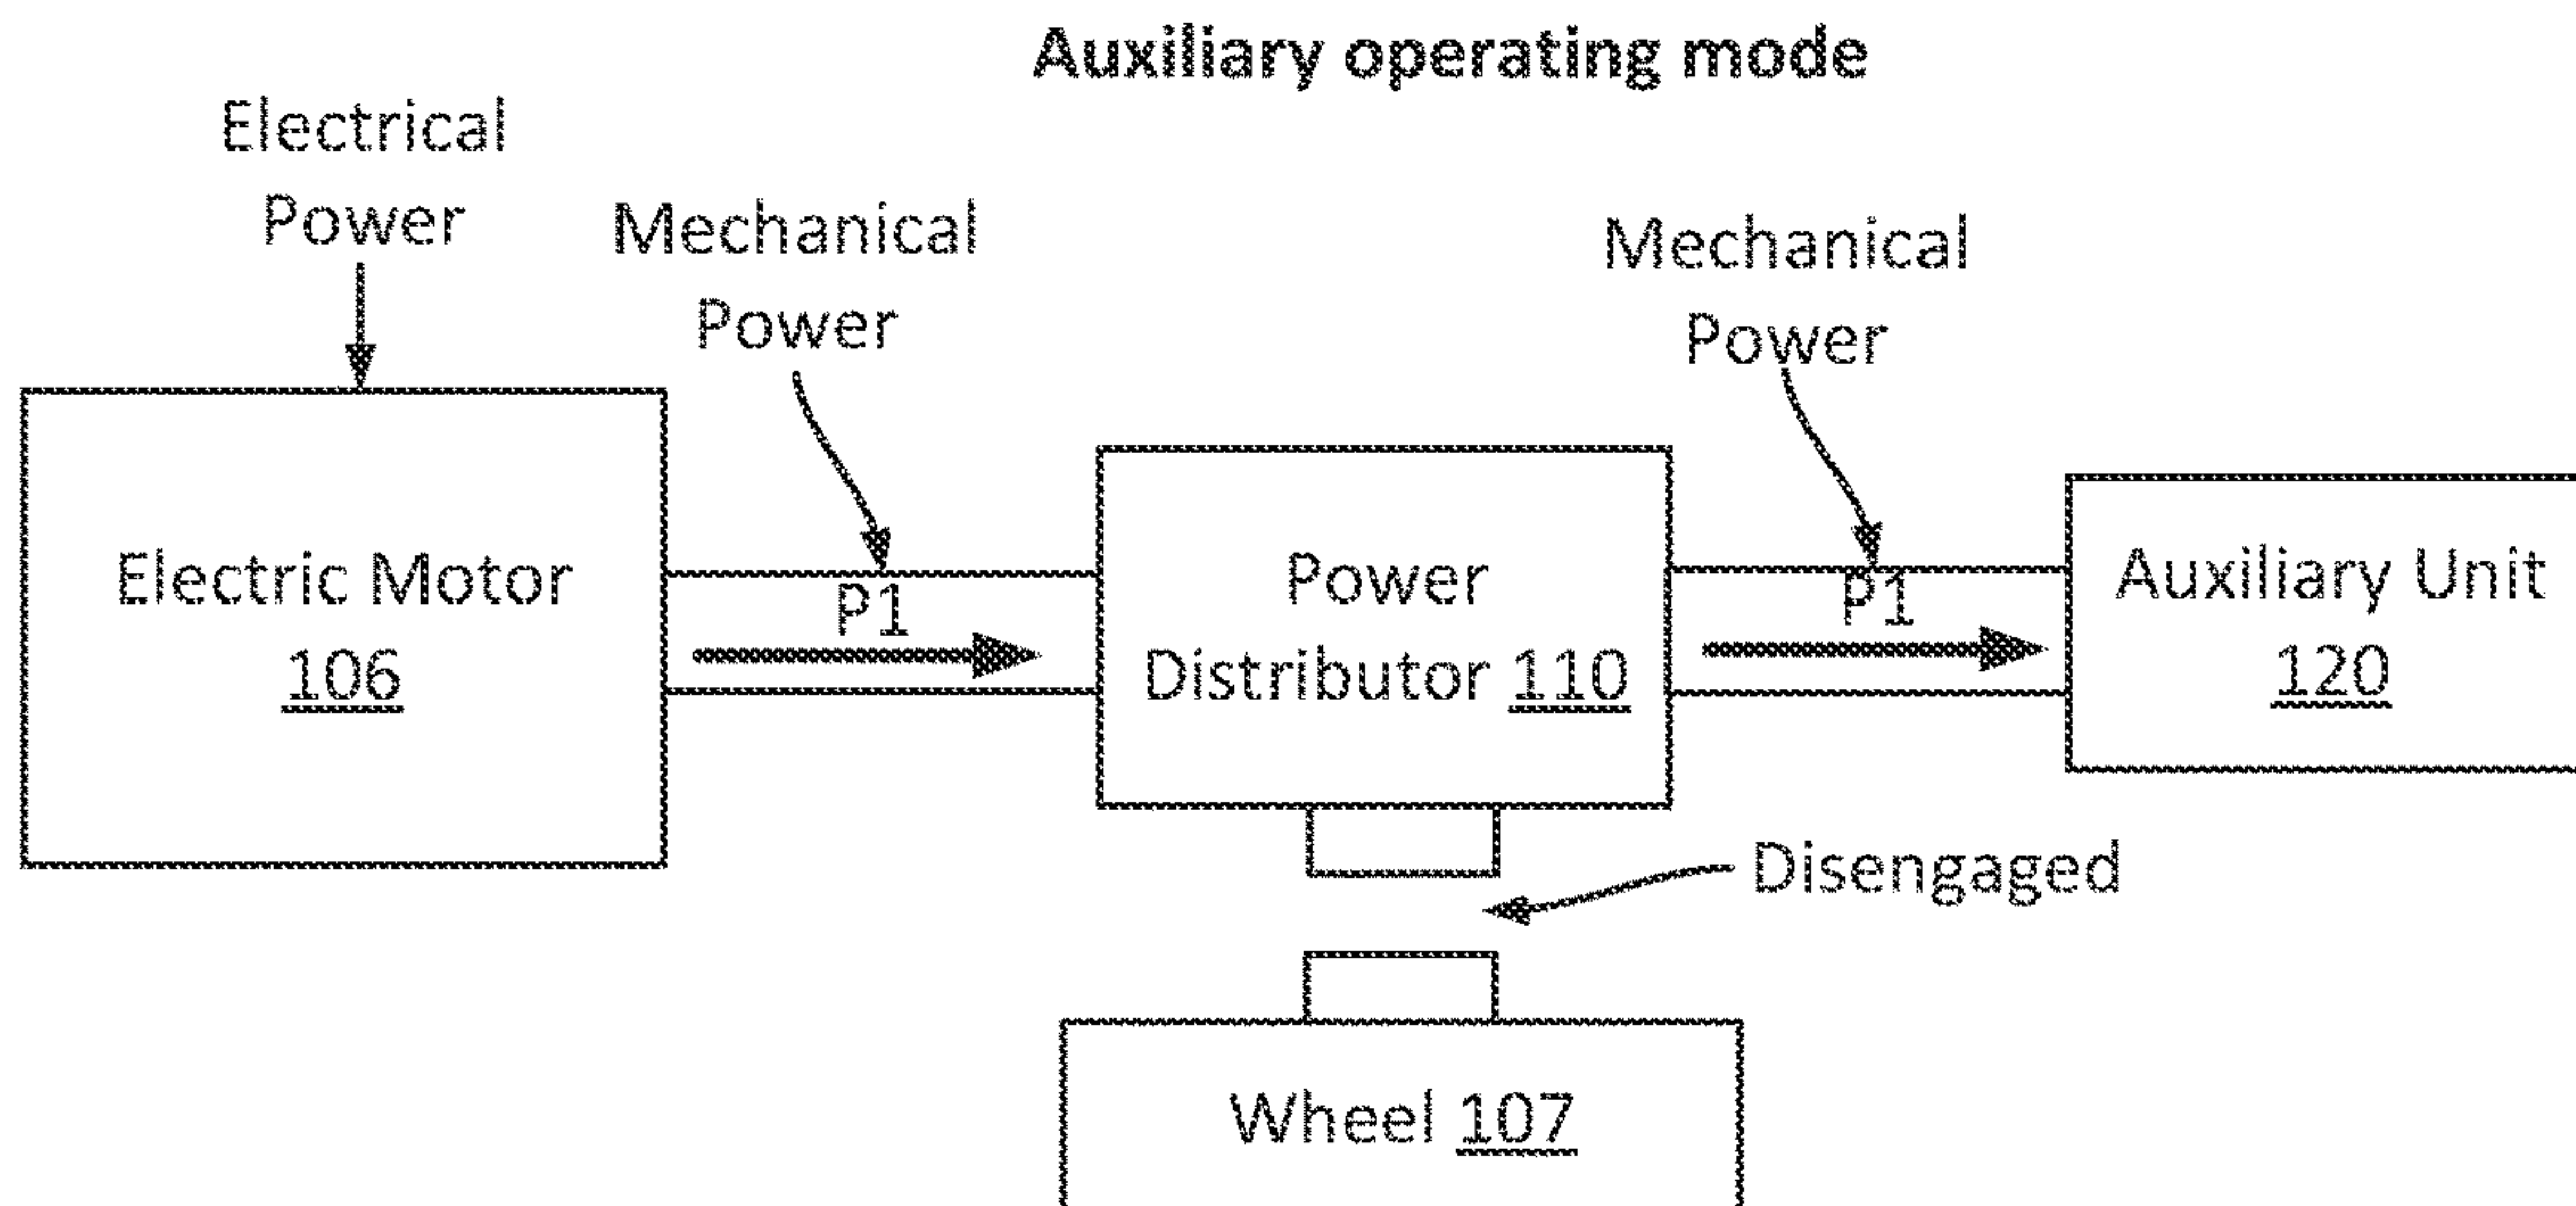 Auxiliary operating mode
Electrical
Power
Mechanical
Power
Mechanical
Power
Electric Motor
106
P1
Power
Distributor 110
P1
Auxiliary Unit
120
Disengaged
Wheel 107